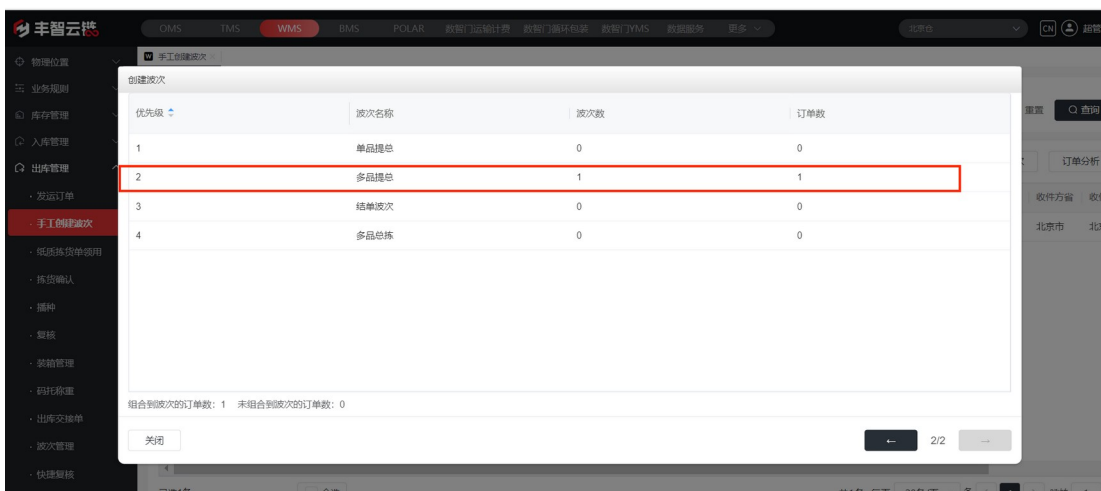 丰智云链 OMS TMS WMS BMS POLAR 数智门运输计费 数智门循环包装 数智门YMS 数据服务 更多 北京仓 CN 超管
物理位置 W 手工创建波次
创建波次
业务规则
优先级 波次名称 波次数 订单数
重置 查询
库存管理
入库管理
1 单品提总 0 0
出库管理 订单分析
2 多品提总 1 1
· 发运订单 收件方省
3 结单波次 0 0
· 手工创建波次 北京市
4 多品总拣 0 0
· 纸质拣货单领用
· 拣货确认
· 播种
· 复核
· 装箱管理
· 码托称重
组合到波次的订单数：1 未组合到波次的订单数：0
· 出库交接单
关闭 ← 2/2 →
· 波次管理
· 快捷复核